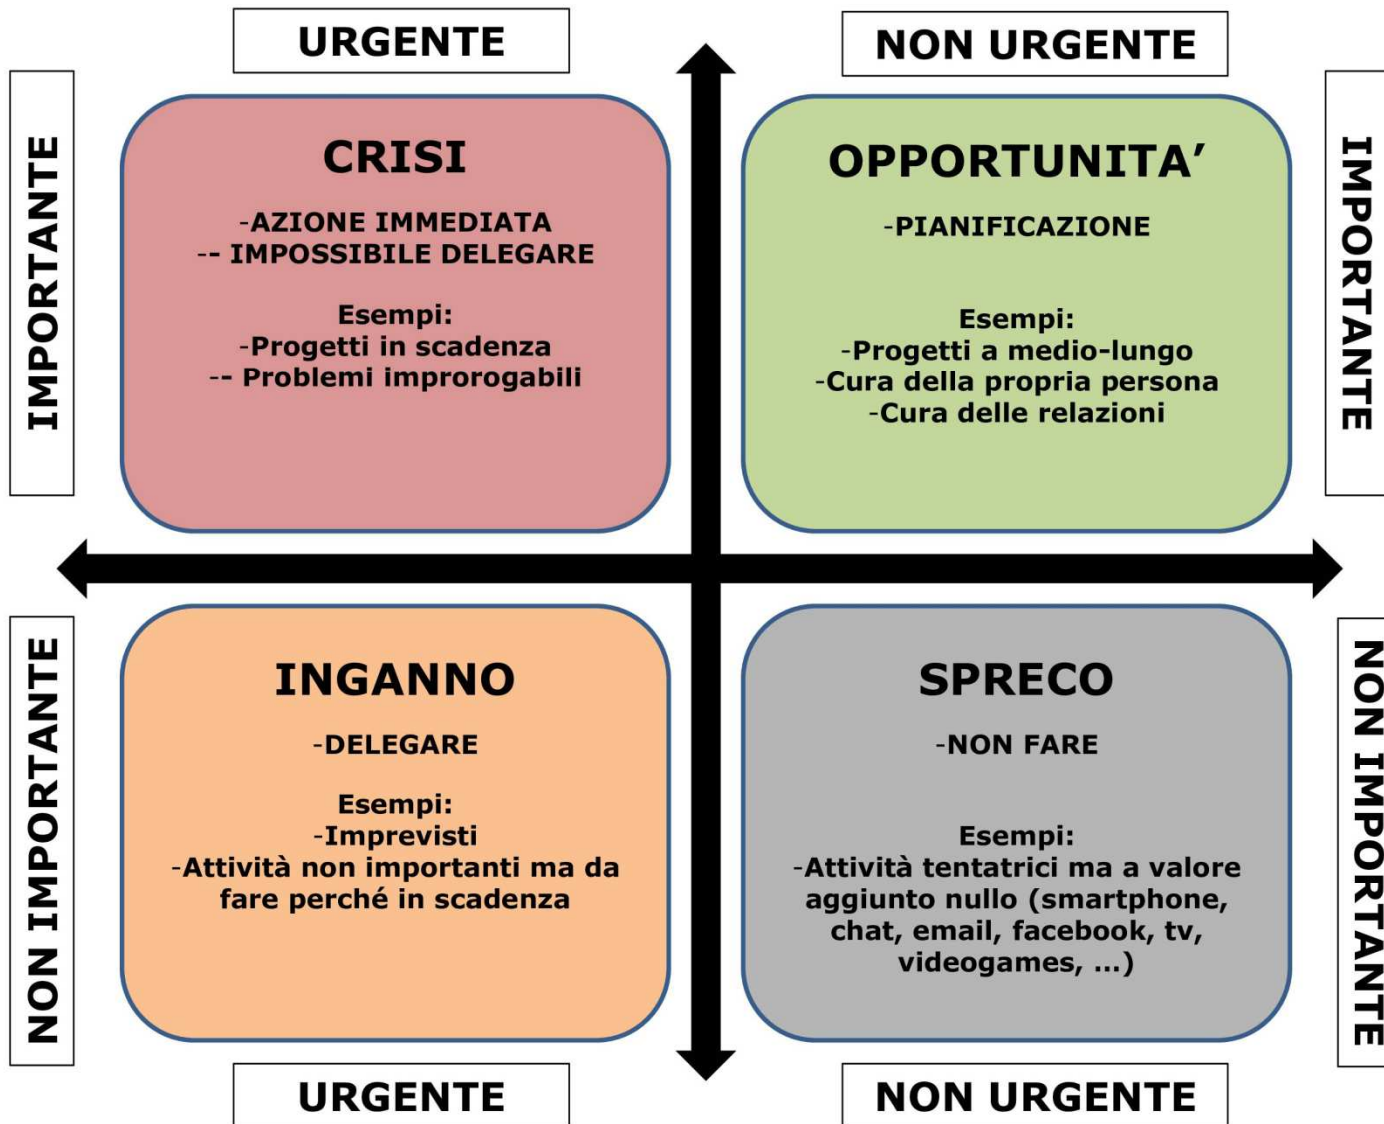 URGENTE
NON URGENTE
IMPORTANTE
CRISI
-AZIONE IMMEDIATA
-- IMPOSSIBILE DELEGARE
Esempi:
-Progetti in scadenza
-- Problemi improrogabili
OPPORTUNITA’
-PIANIFICAZIONE
Esempi:
-Progetti a medio-lungo
-Cura della propria persona
-Cura delle relazioni
IMPORTANTE
NON IMPORTANTE
INGANNO
-DELEGARE
Esempi:
-Imprevisti
-Attività non importanti ma da
fare perché in scadenza
SPRECO
-NON FARE
Esempi:
-Attività tentatrici ma a valore
aggiunto nullo (smartphone,
chat, email, facebook, tv,
videogames, ...)
NON IMPORTANTE
URGENTE
NON URGENTE